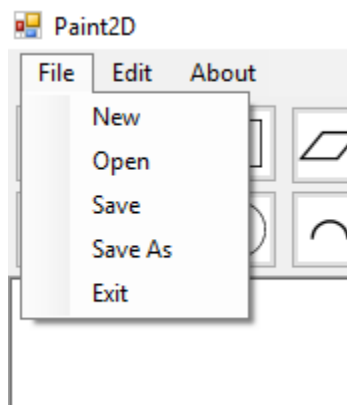 Paint2D
File Edit About
New
Open
Save
Save As
Exit